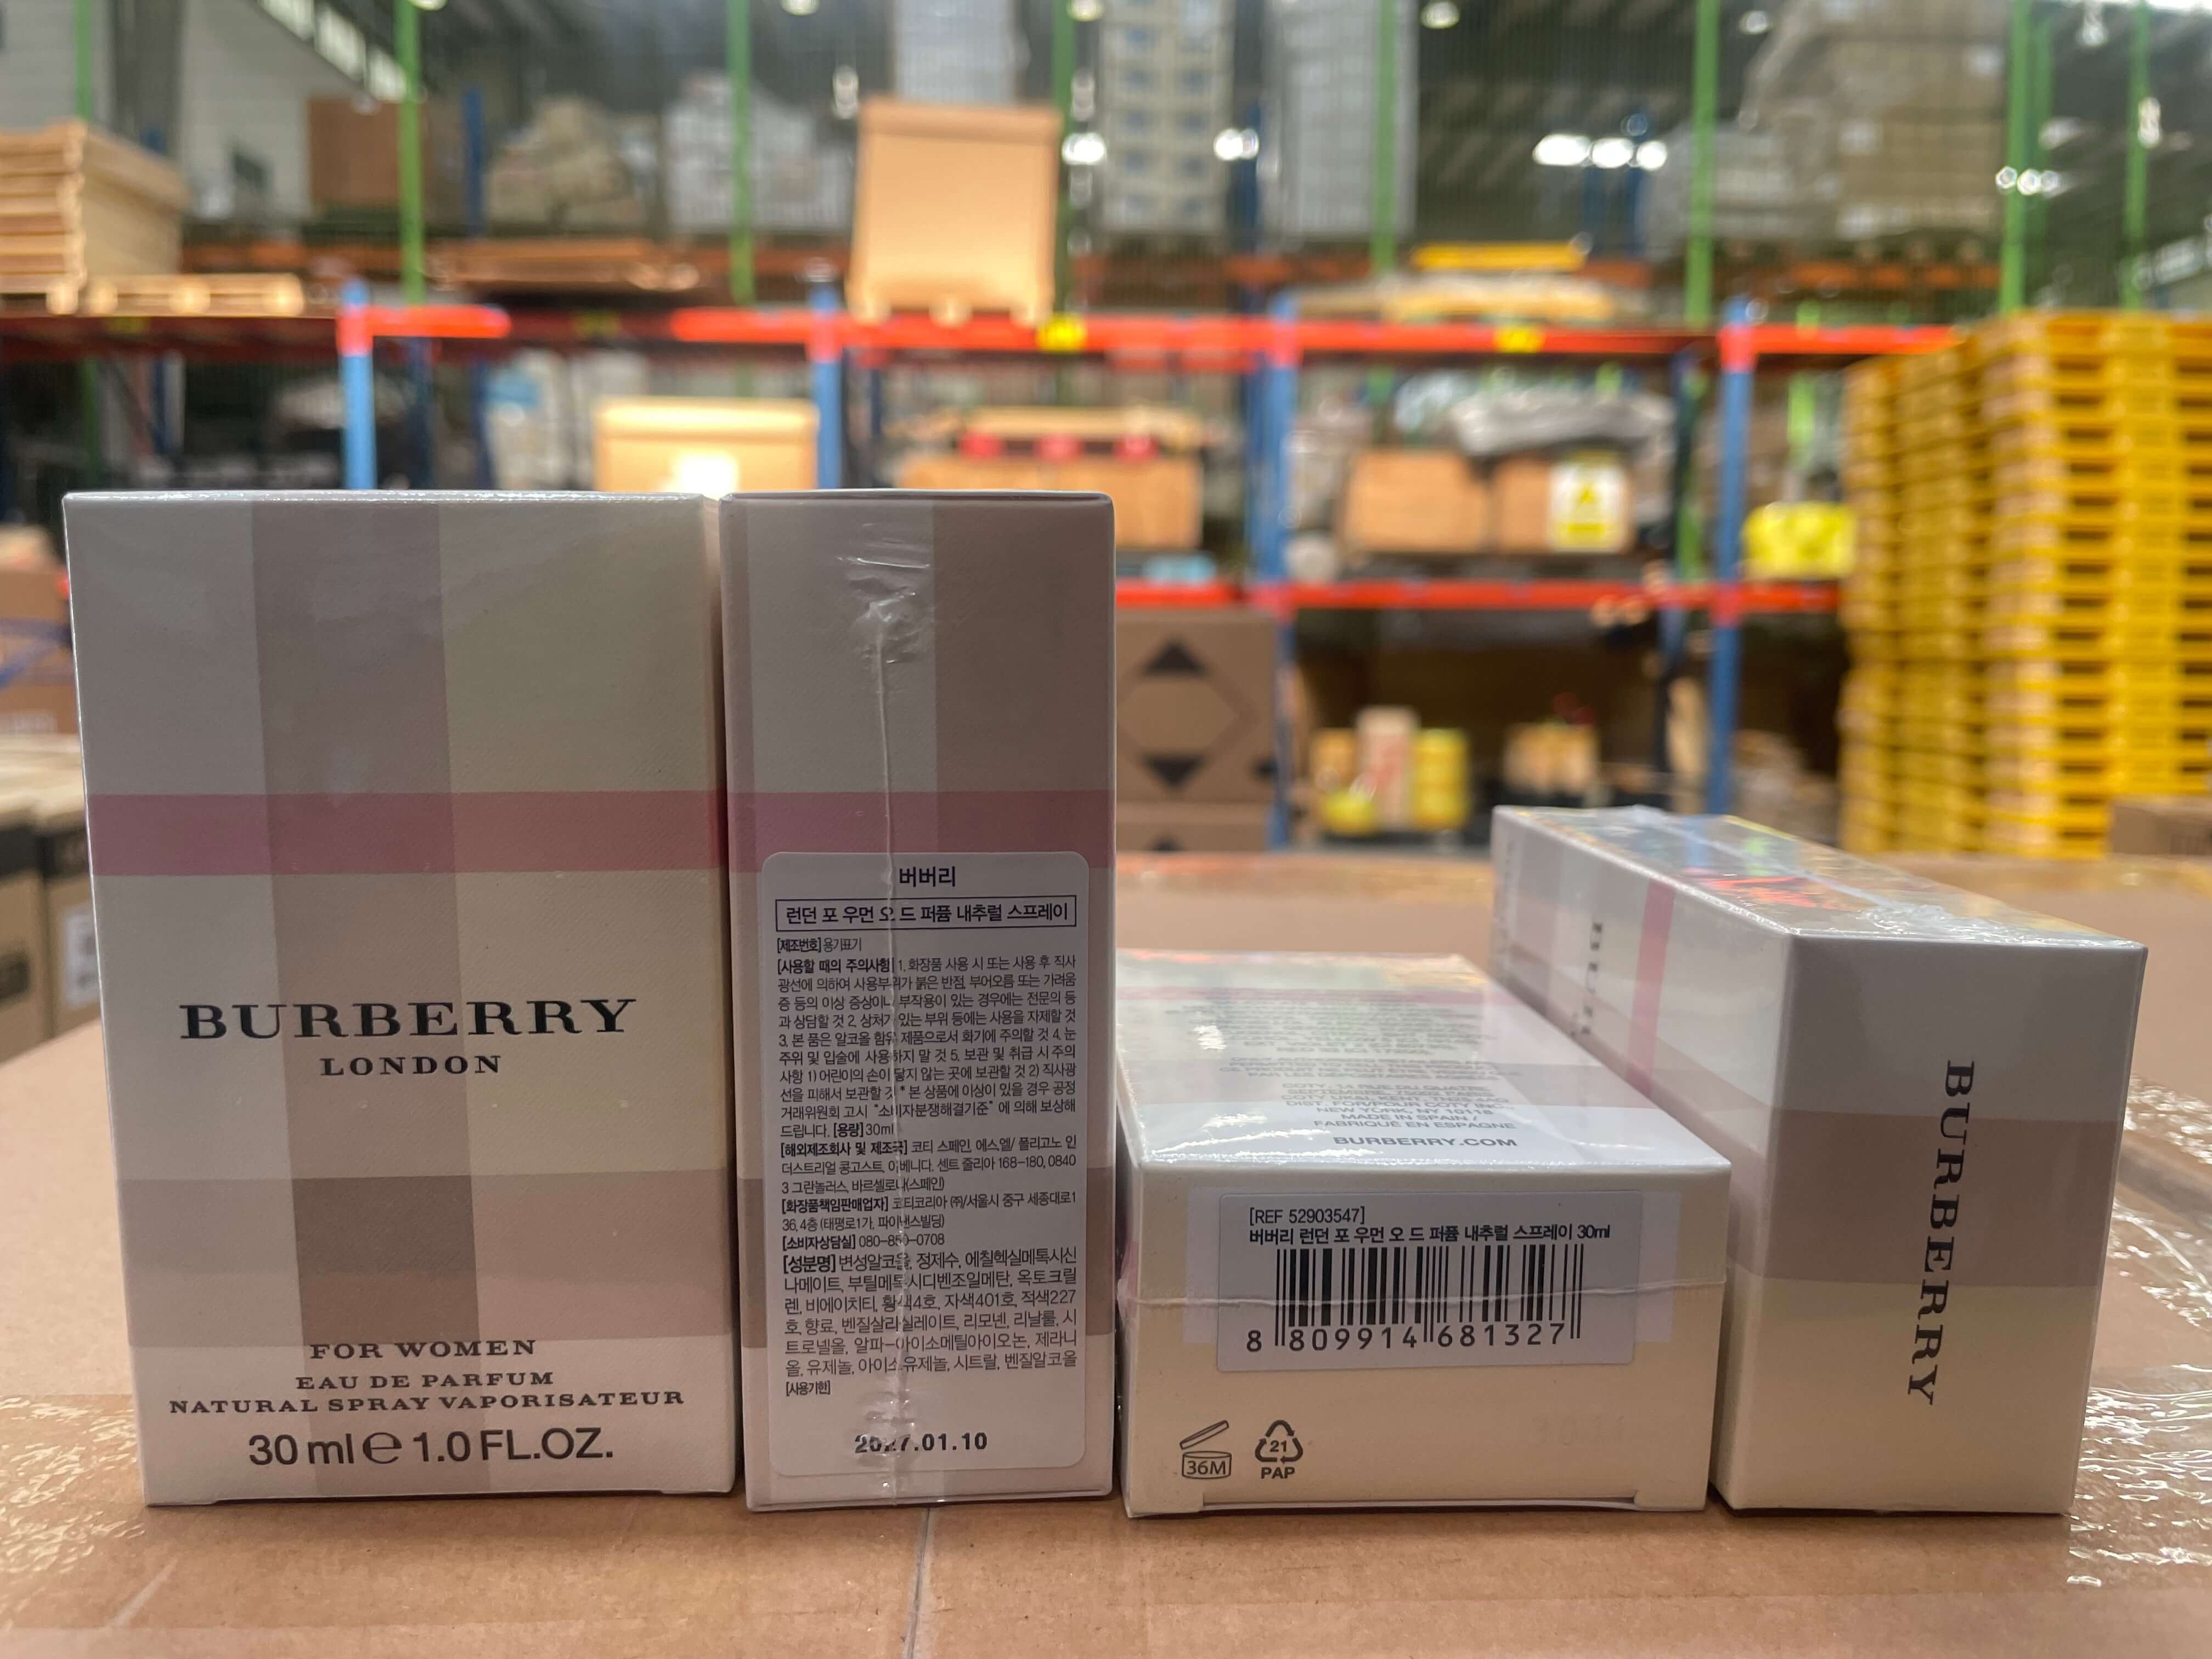 BURBERRY
LONDON
FOR WOMEN
EAU DE PARFUM
NATURAL SPRAY VAPORISATEUR
30 ml e 1.0 FL.OZ.
버버리
런던 포 우먼 오 드 퍼퓸 내추럴 스프레이
[제조번호] 용기표기
[사용할 때의 주의사항] 1. 화장품 사용 시 또는 사용 후 직사
광선에 의하여 사용부위가 붉은 반점, 부어오름 또는 가려움
증 등의 이상 증상이나 부작용이 있는 경우에는 전문의 등
과 상담할 것 2. 상처가 있는 부위 등에는 사용을 자제할 것
3. 본 품은 알코올 함유 제품으로서 화기에 주의할 것 4. 눈
주위 및 입술에 사용하지 말 것 5. 보관 및 취급 시 주의
사항 1) 어린이의 손이 닿지 않는 곳에 보관할 것 2) 직사광
선을 피해서 보관할 것 * 본 상품에 이상이 있을 경우 공정
거래위원회 고시 "소비자분쟁해결기준" 에 의해 보상해
드립니다. [용량] 30ml
[해외제조회사 및 제조국] 코티 스페인, 에스.엘/ 폴리고노 인
더스트리얼 콩고스트, 아베니다. 센트 줄리아 168-180, 0840
3 그란놀러스, 바르셀로나(스페인)
[화장품책임판매업자] 코티코리아 ㈜/서울시 중구 세종대로1
36, 4층 (태평로1가, 파이낸스빌딩)
[소비자상담실] 080-850-0708
[성분명] 변성알코올, 정제수, 에칠헥실메톡시신
나메이트, 부틸메톡시디벤조일메탄, 옥토크릴
렌, 비에이치티, 황색4호, 자색401호, 적색227
호, 향료, 벤질살리실레이트, 리모넨, 리날룰, 시
트로넬올, 알파-아이소메틸아이오논, 제라니
올, 유제놀, 아이소유제놀, 시트랄, 벤질알코올
[사용기한]
2027.01.10
COTY, 14 RUE DU QUATRE
SEPTEMBRE, 75002 PARIS
DIST. FOR/POUR COTY INC.
NEW YORK, NY 10118
MADE IN SPAIN /
FABRIQUÉ EN ESPAGNE
BURBERRY.COM
[REF 52903547]
버버리 런던 포 우먼 오 드 퍼퓸 내추럴 스프레이 30ml
8 809914 681327
36M
21
PAP
BURBERRY